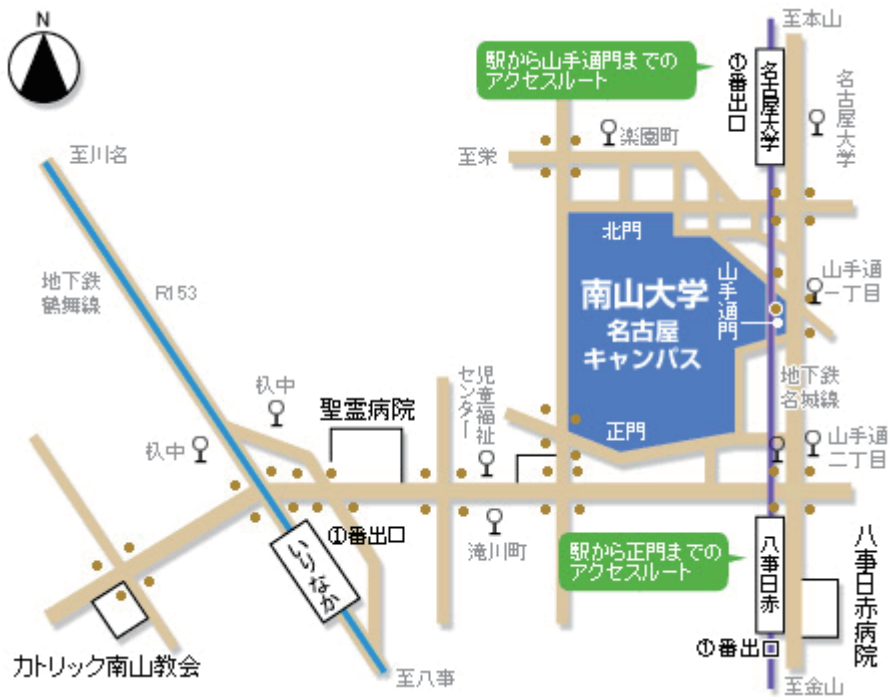 N
至本山
駅から山手通門までの
アクセスルート
①番出口
名古屋大学
名古屋大学
至川名
至栄
楽園町
北門
地下鉄
鶴舞線
R153
南山大学
名古屋
キャンパス
山手通門
山手通
一丁目
地下鉄
名城線
杁中
杁中
聖霊病院
児童福祉
センター
正門
山手通
二丁目
①番出口
いりなか
滝川町
駅から正門までの
アクセスルート
八事日赤
八事日赤病院
①番出口
カトリック南山教会
至八事
至金山